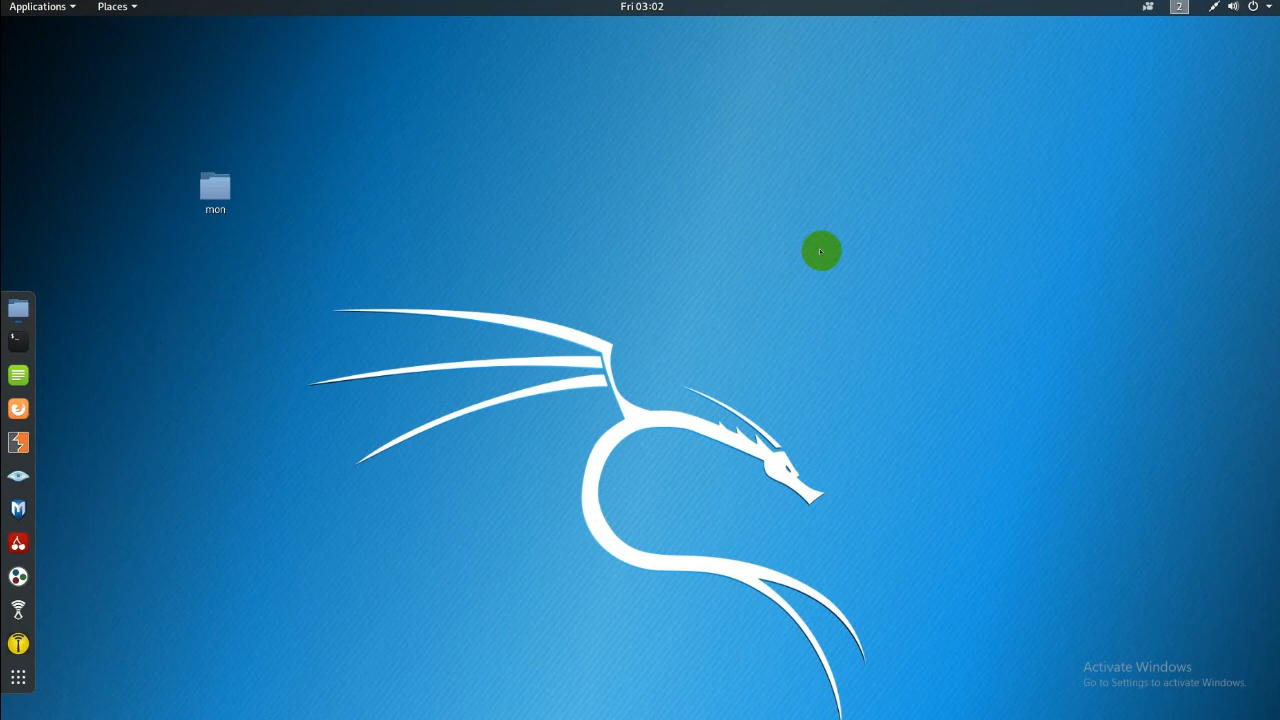 Applications
Places
Fri 03:02
2
mon
$_
Activate Windows
Go to Settings to activate Windows.